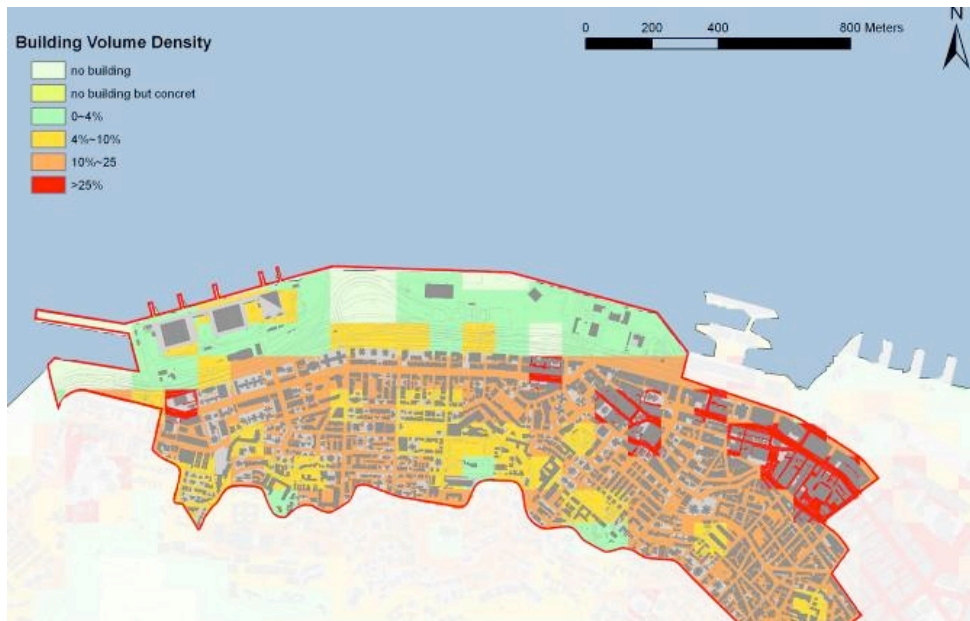 Building Volume Density
no building
no building but concret
0~4%
4%~10%
10%~25
>25%
0 200 400 800 Meters
N